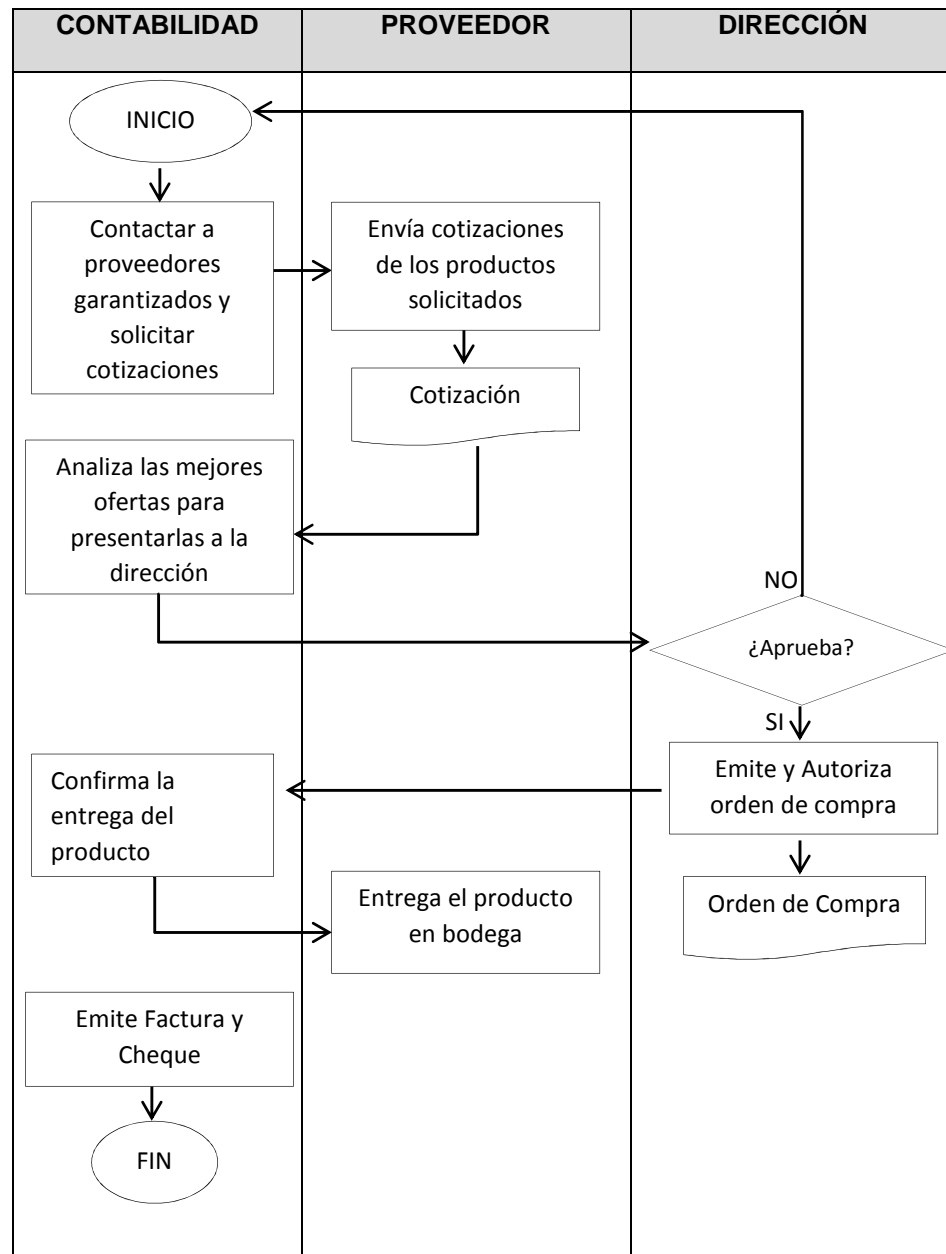 CONTABILIDAD
PROVEEDOR
DIRECCIÓN
INICIO
Contactar a
proveedores
garantizados y
solicitar
cotizaciones
Envía cotizaciones
de los productos
solicitados
Cotización
Analiza las mejores
ofertas para
presentarlas a la
dirección
NO
¿Aprueba?
SI
Emite y Autoriza
orden de compra
Confirma la
entrega del
producto
Entrega el producto
en bodega
Orden de Compra
Emite Factura y
Cheque
FIN